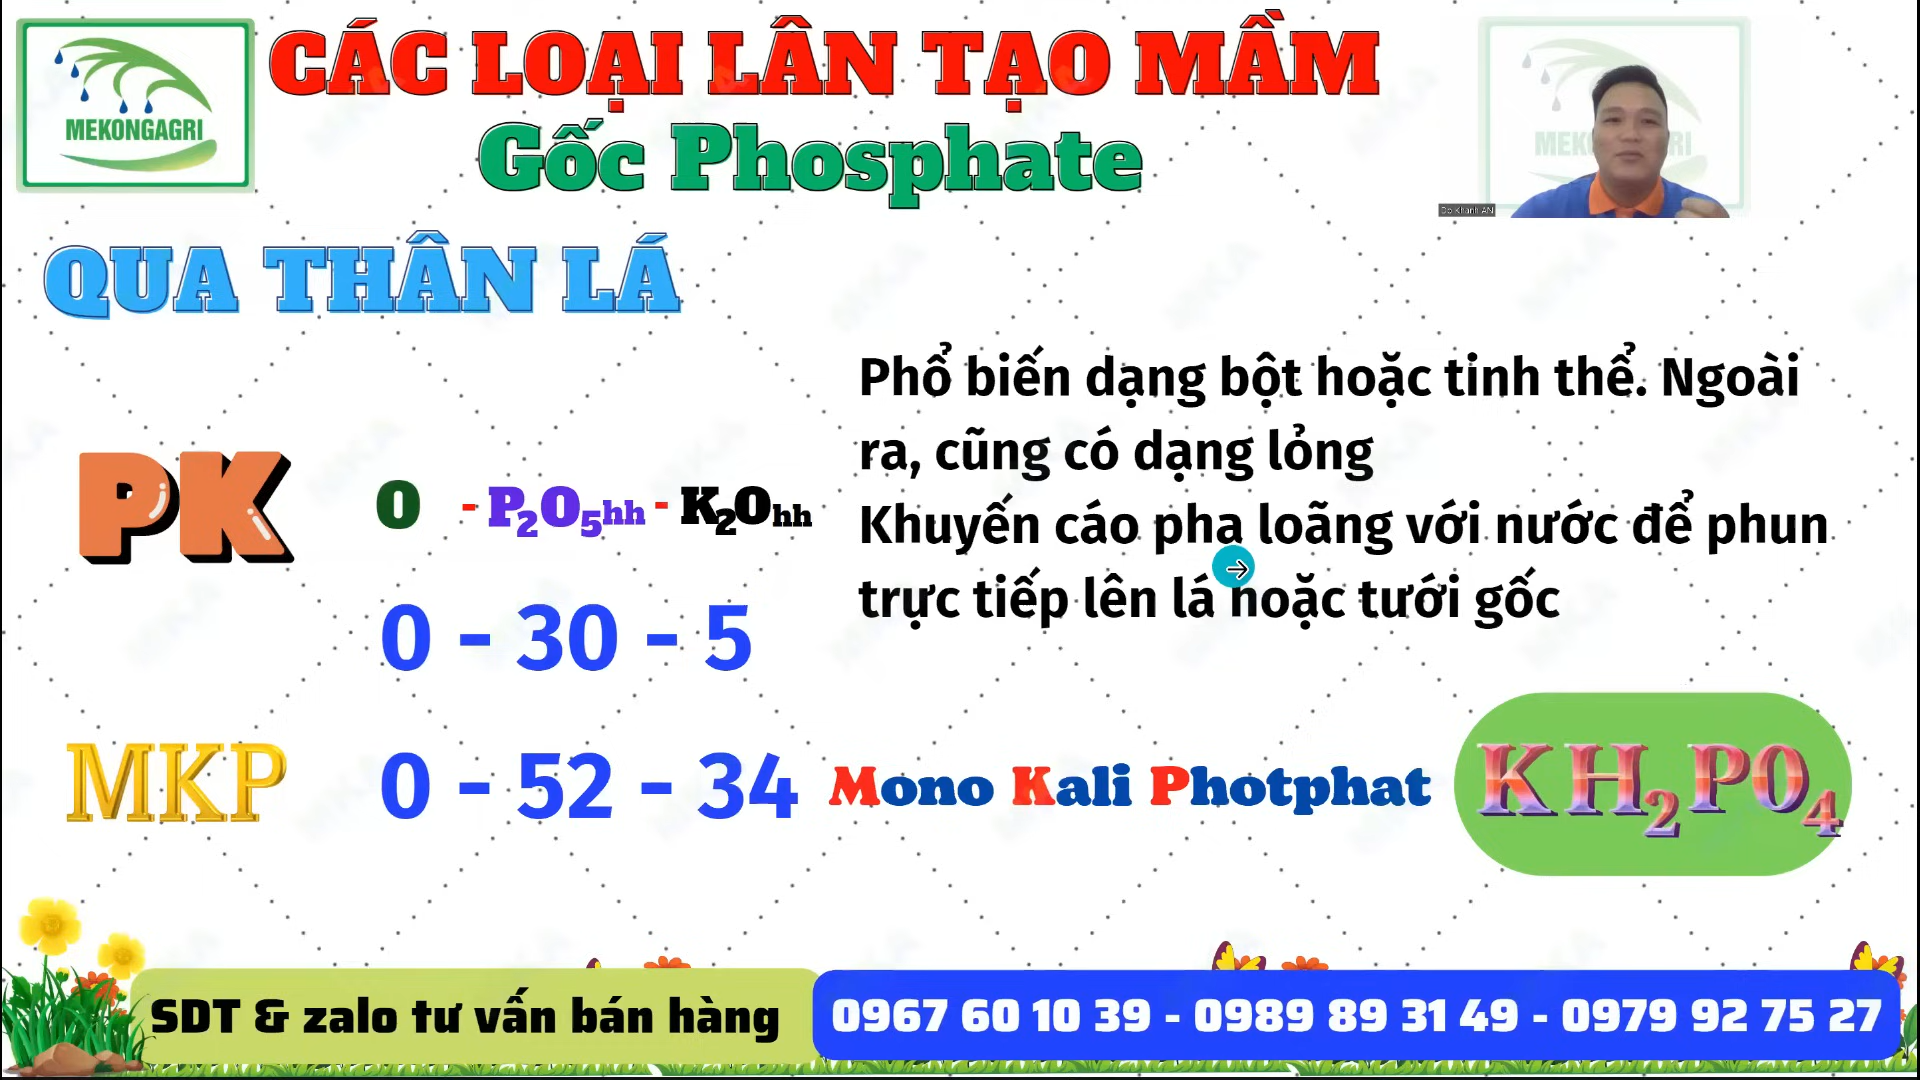 MEKONGAGRI
CÁC LOẠI LÂN TẠO MẦM
Gốc Phosphate
Do Khanh AN
QUA THÂN LÁ
Phổ biến dạng bột hoặc tinh thể. Ngoài
ra, cũng có dạng lỏng
Khuyến cáo pha loãng với nước để phun
trực tiếp lên lá hoặc tưới gốc
PK 0 - P2O5hh - K2Ohh
0 - 30 - 5
MKP 0 - 52 - 34 Mono Kali Photphat KH2PO4
SDT & zalo tư vấn bán hàng 0967 60 10 39 - 0989 89 31 49 - 0979 92 75 27